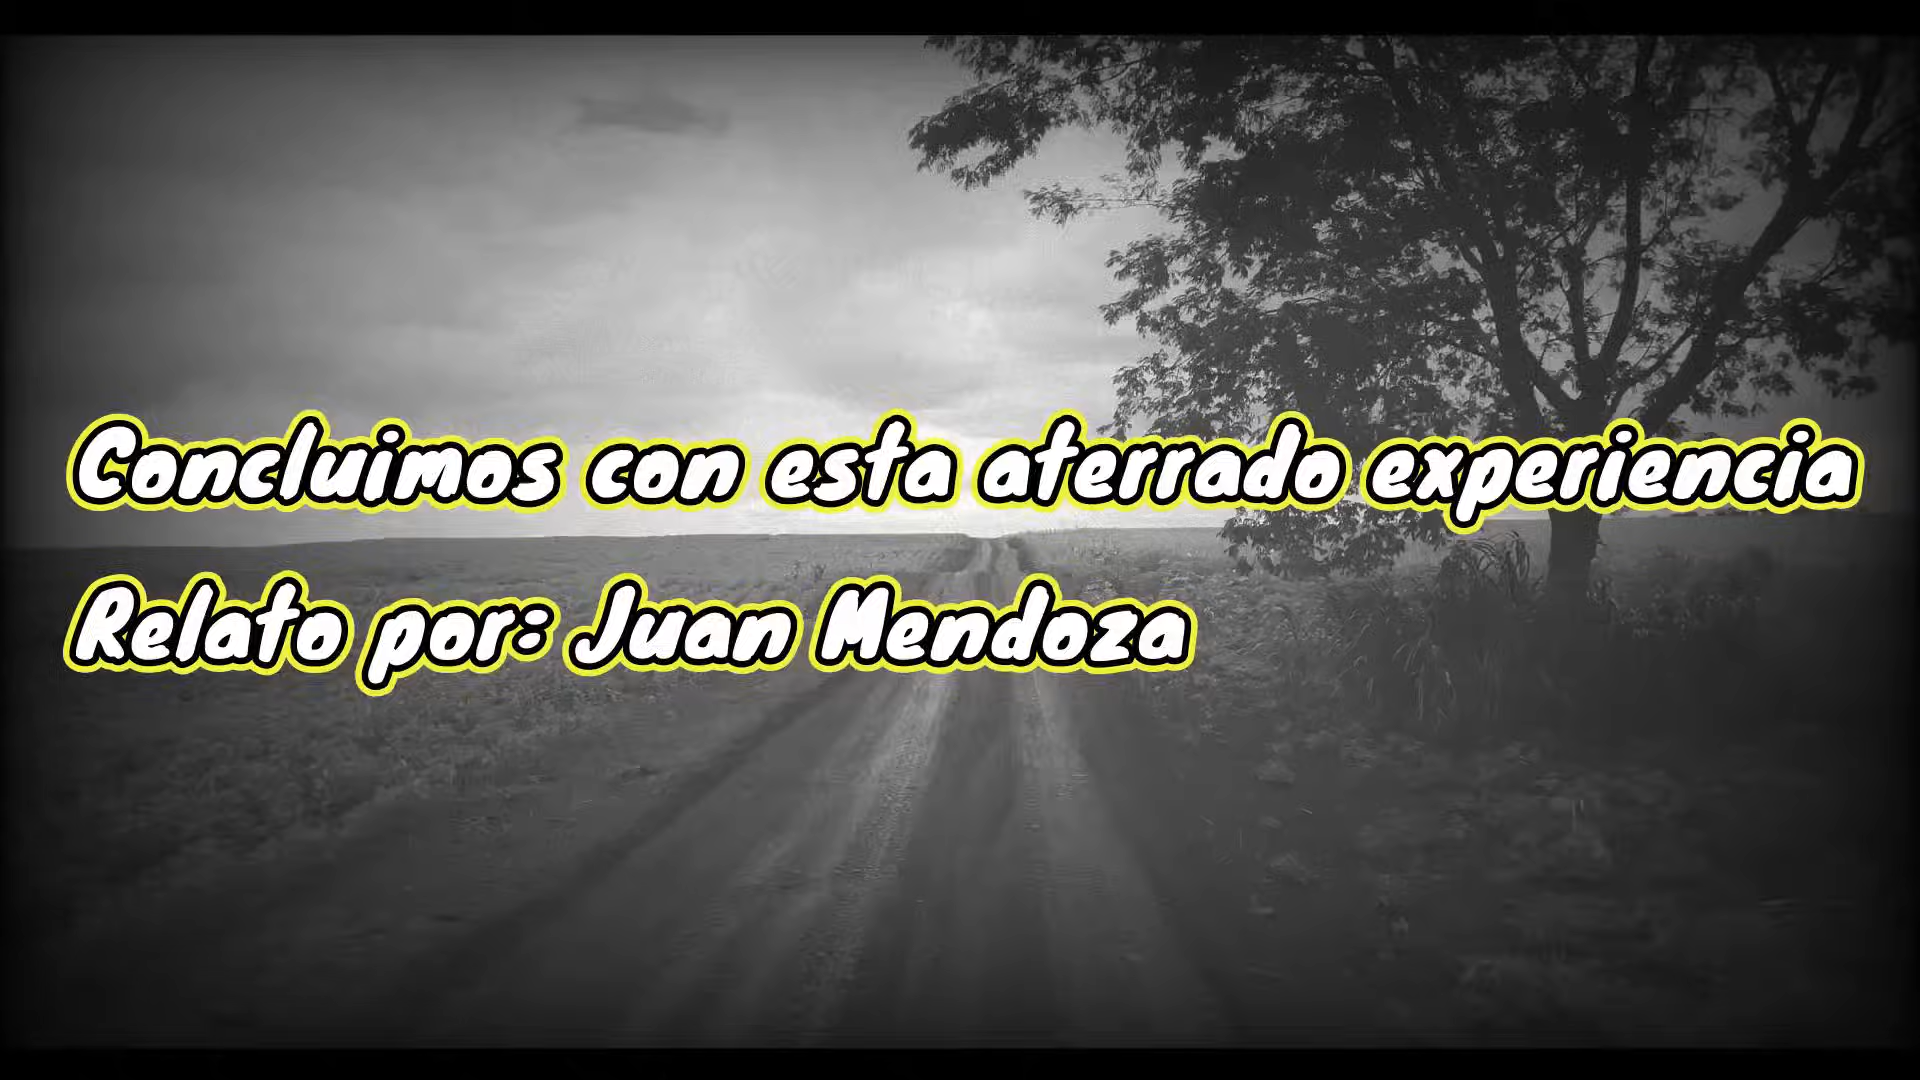 Concluimos con esta aterrado experiencia
Relato por: Juan Mendoza